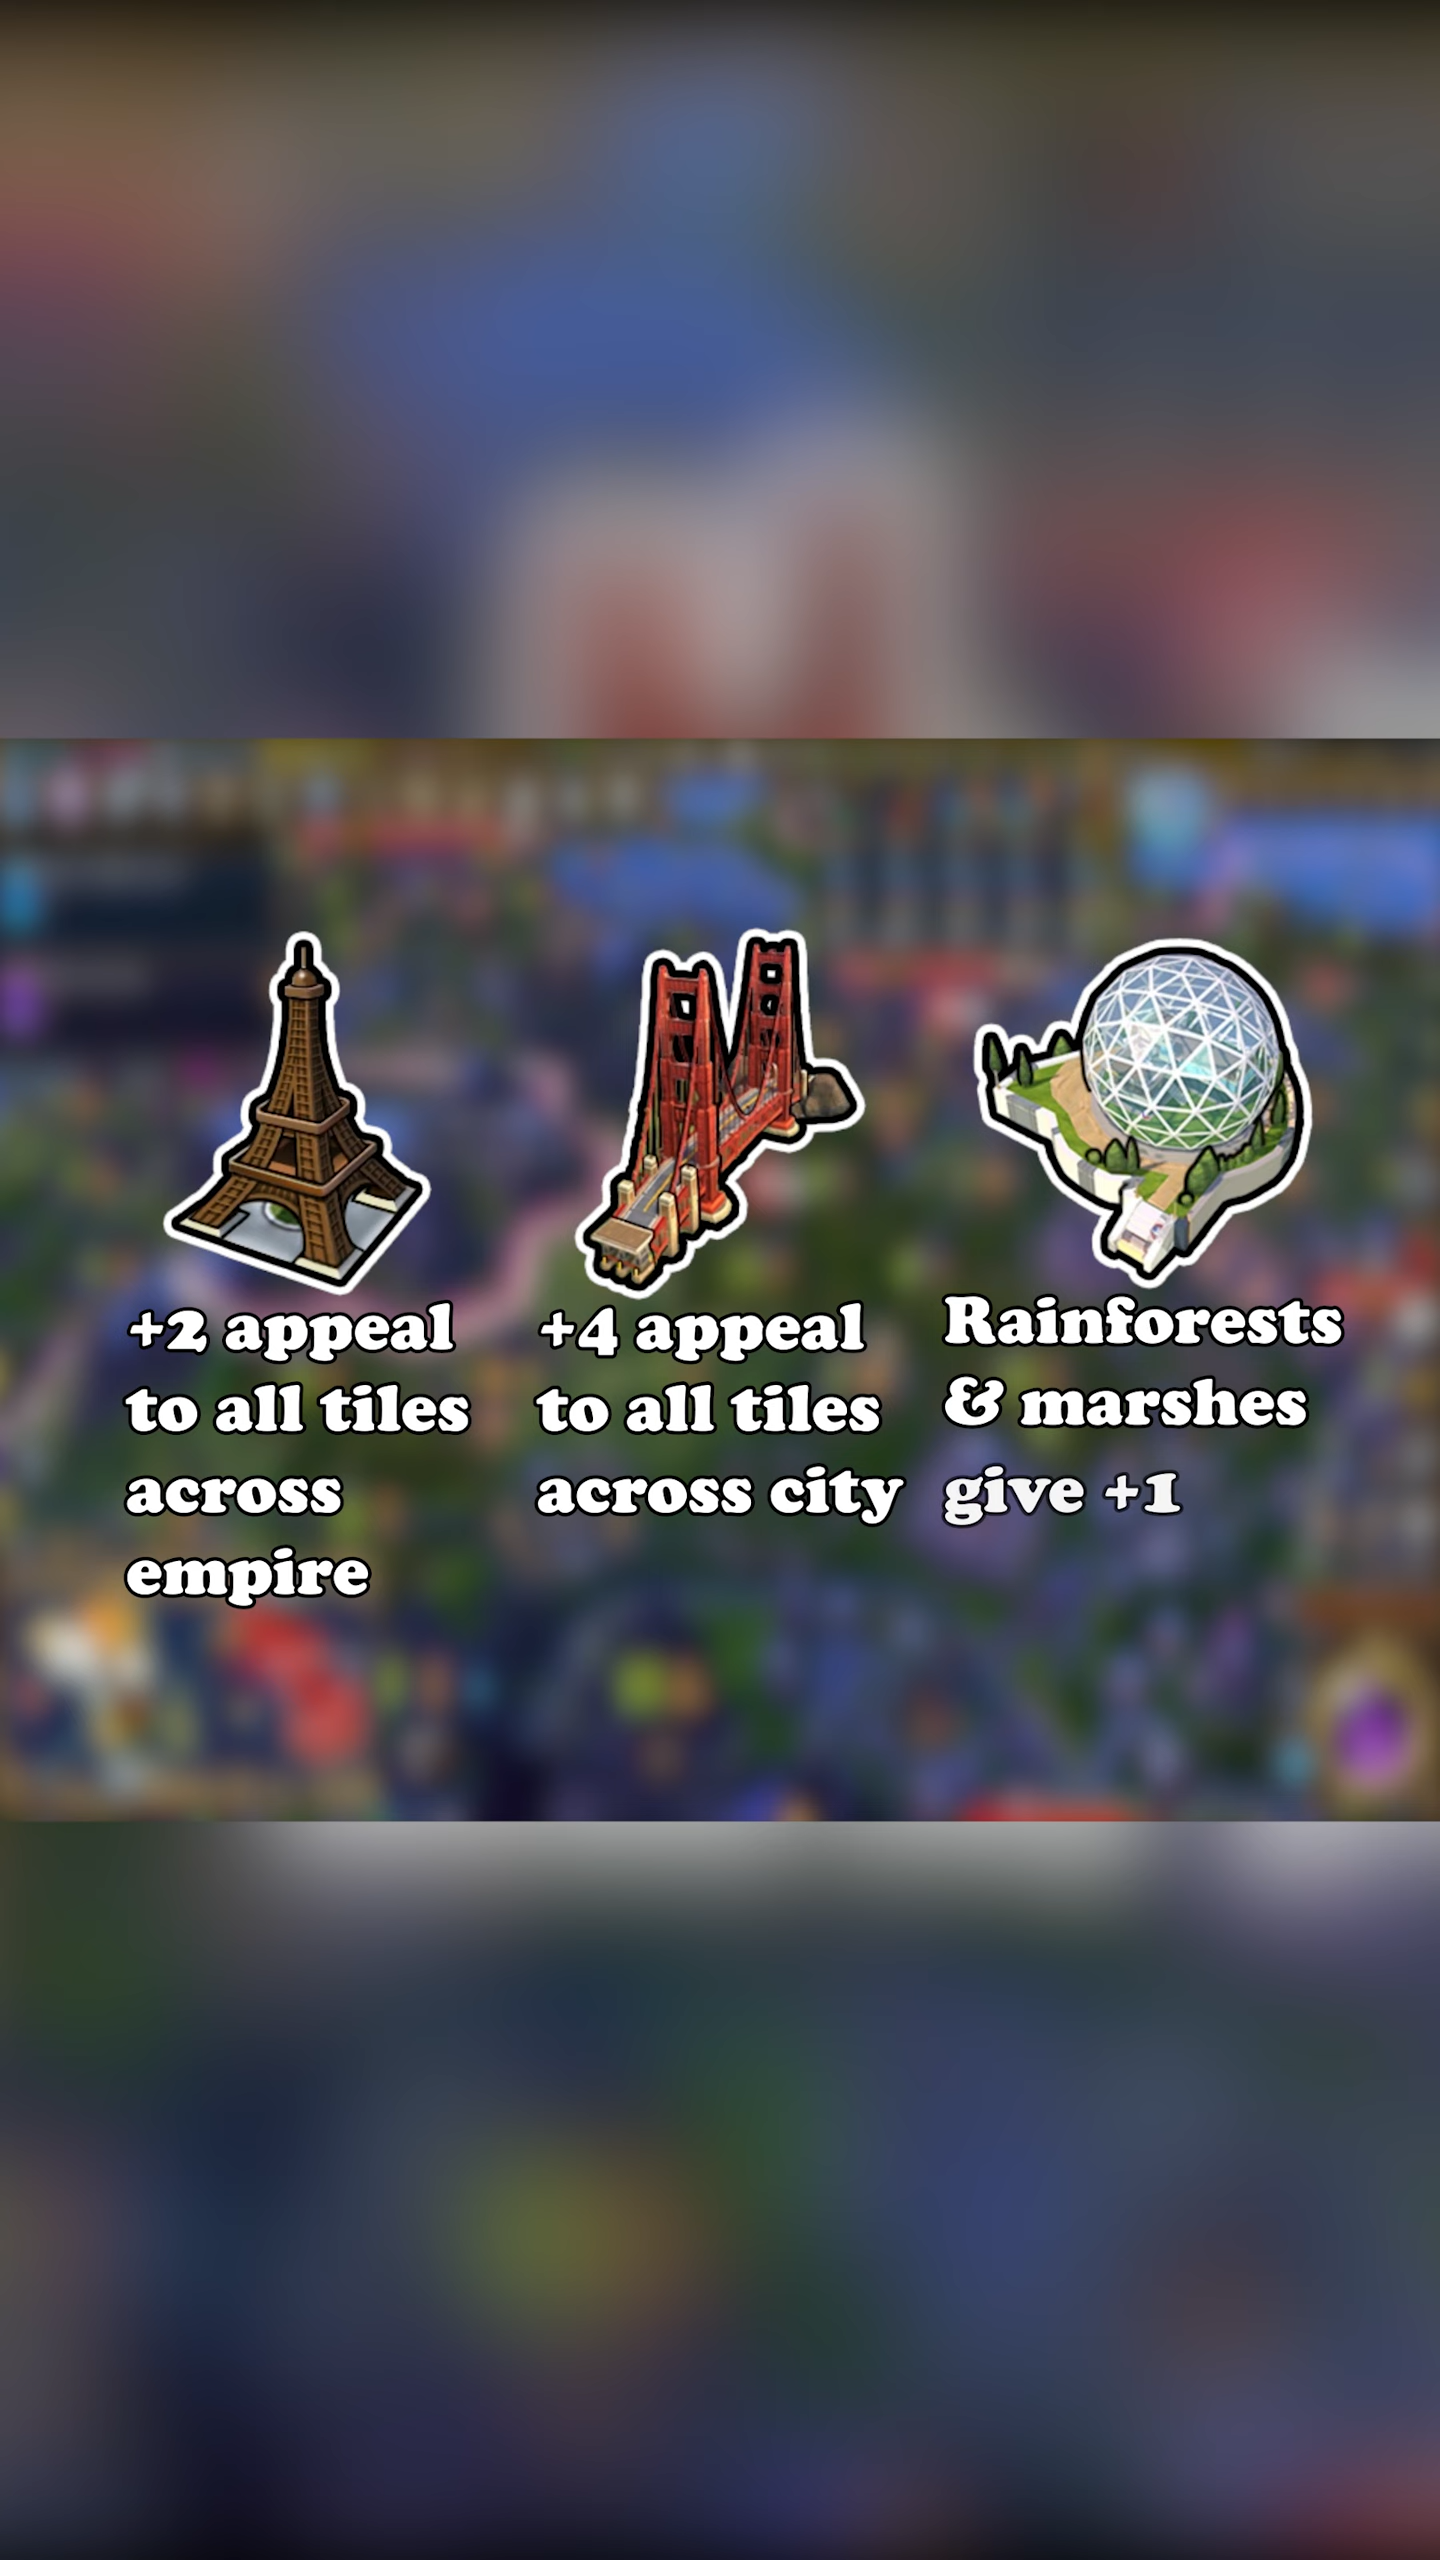 +2 appeal
to all tiles
across
empire
+4 appeal
to all tiles
across city
Rainforests
& marshes
give +1